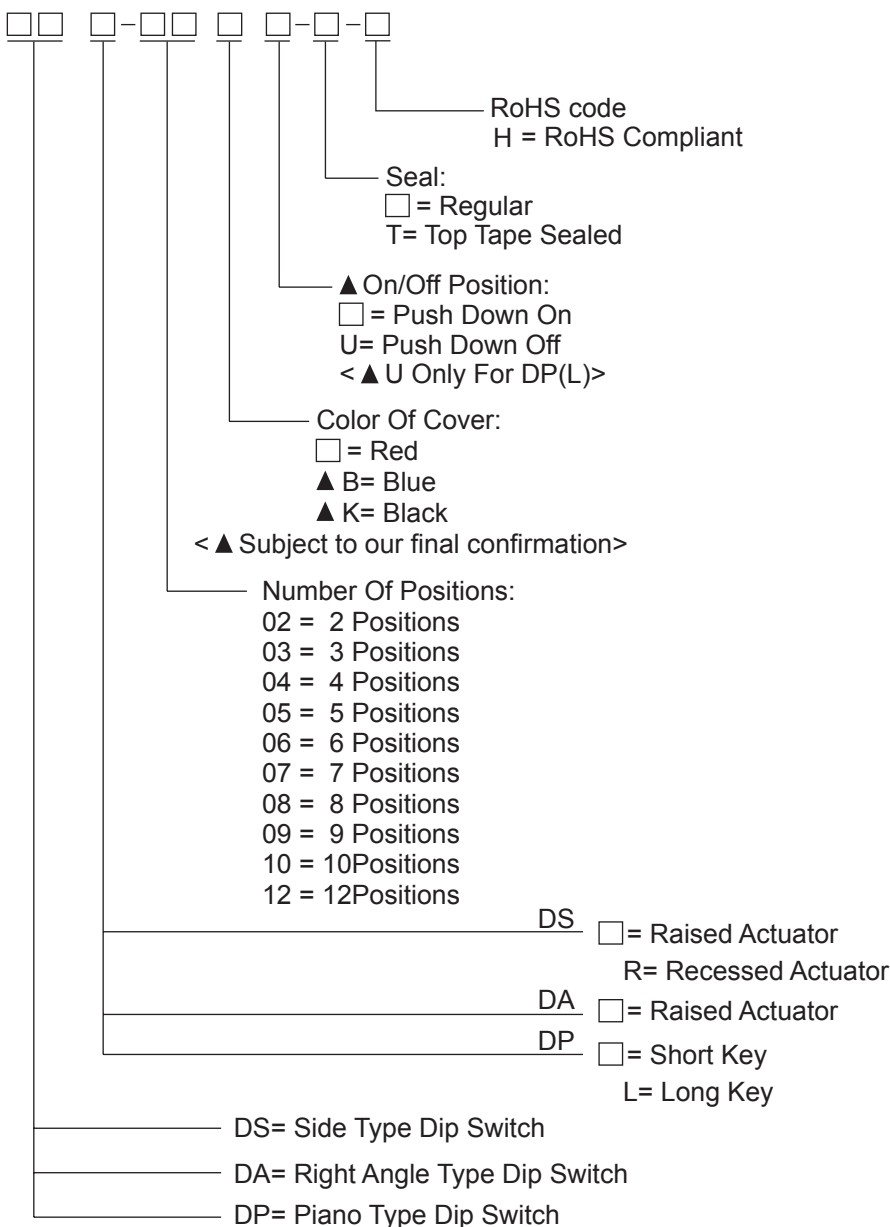 □□ □-□□ □ □-□-□
RoHS code
H = RoHS Compliant
Seal:
□ = Regular
T= Top Tape Sealed
▲ On/Off Position:
□ = Push Down On
U= Push Down Off
< ▲ U Only For DP(L)>
Color Of Cover:
□ = Red
▲ B= Blue
▲ K= Black
< ▲ Subject to our final confirmation>
Number Of Positions:
02 = 2 Positions
03 = 3 Positions
04 = 4 Positions
05 = 5 Positions
06 = 6 Positions
07 = 7 Positions
08 = 8 Positions
09 = 9 Positions
10 = 10Positions
12 = 12Positions
DS □= Raised Actuator
R= Recessed Actuator
DA □= Raised Actuator
DP □= Short Key
L= Long Key
DS= Side Type Dip Switch
DA= Right Angle Type Dip Switch
DP= Piano Type Dip Switch